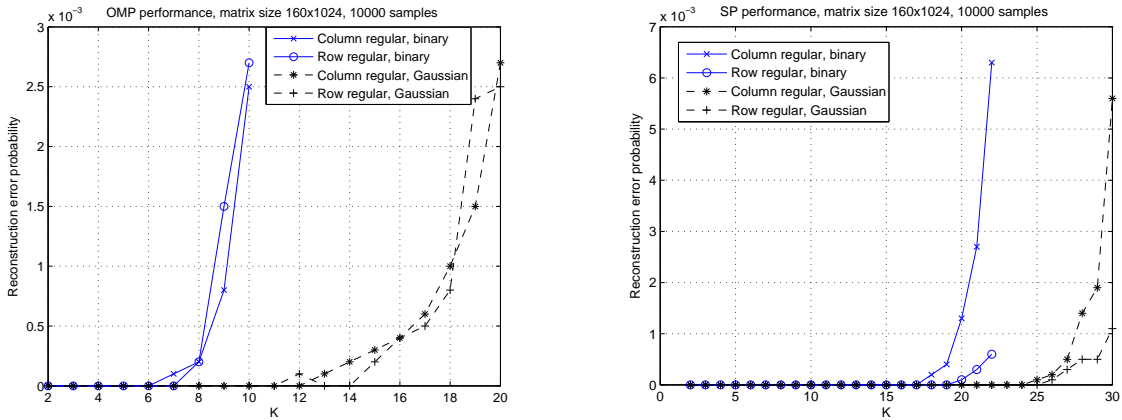 x 10⁻³
OMP performance, matrix size 160x1024, 10000 samples
3
2.5
2
1.5
1
0.5
0
Reconstruction error probability
2 4 6 8 10 12 14 16 18 20
K
Column regular, binary
Row regular, binary
Column regular, Gaussian
Row regular, Gaussian
x 10⁻³
SP performance, matrix size 160x1024, 10000 samples
7
6
5
4
3
2
1
0
Reconstruction error probability
0 5 10 15 20 25 30
K
Column regular, binary
Row regular, binary
Column regular, Gaussian
Row regular, Gaussian